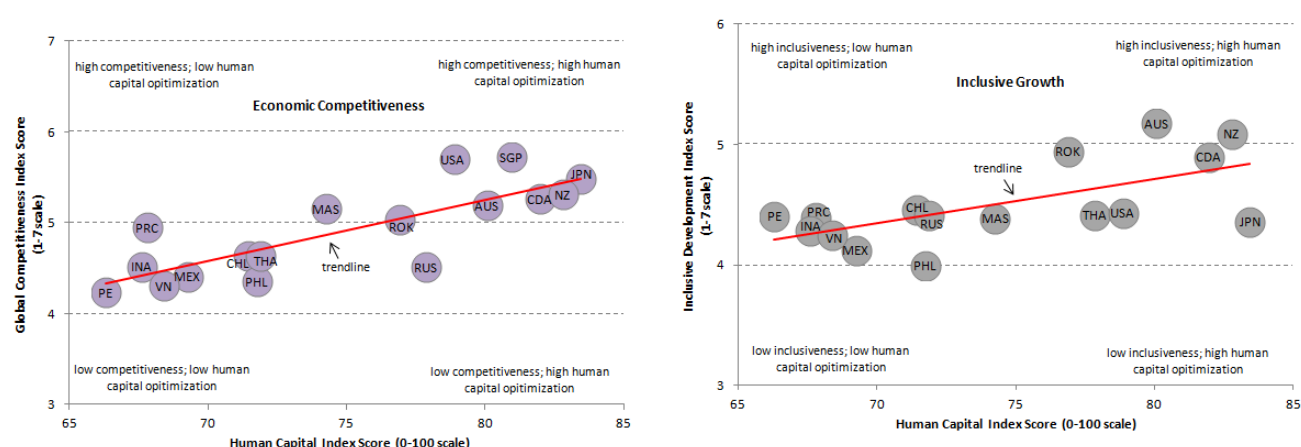 7
high competitiveness; low human
capital opitimization
high competitiveness; high human
capital opitimization
Economic Competitiveness
6
USA
SGP
JPN
CDA
NZ
AUS
MAS
ROK
5
PRC
trendline
RUS
CHL
THA
PHL
INA
MEX
VN
PE
4
low competitiveness; low human
capital opitimization
low competitiveness; high human
capital opitimization
3
65
70
75
80
85
Global Competitiveness Index Score
(1-7 scale)
Human Capital Index Score (0-100 scale)
6
high inclusiveness; low human
capital opitimization
high inclusiveness; high human
capital opitimization
Inclusive Growth
AUS
NZ
ROK
CDA
5
trendline
PE
PRC
INA
VN
MEX
CHL
RUS
MAS
THA
USA
JPN
PHL
4
low inclusiveness; low human
capital opitimization
low inclusiveness; high human
capital opitimization
3
65
70
75
80
85
Inclusive Development Index Score
(1-7 scale)
Human Capital Index Score (0-100 scale)